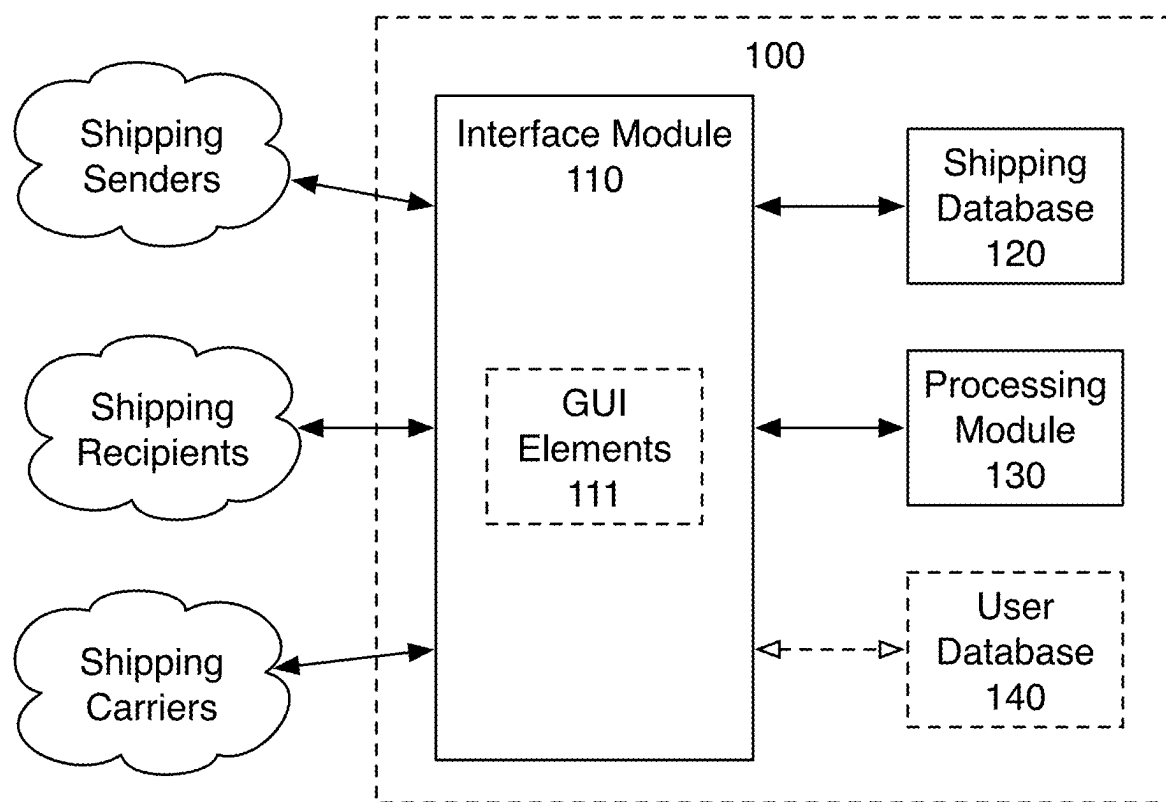 100
Shipping
Senders
Interface Module
110
Shipping
Database
120
Shipping
Recipients
GUI
Elements
111
Processing
Module
130
Shipping
Carriers
User
Database
140